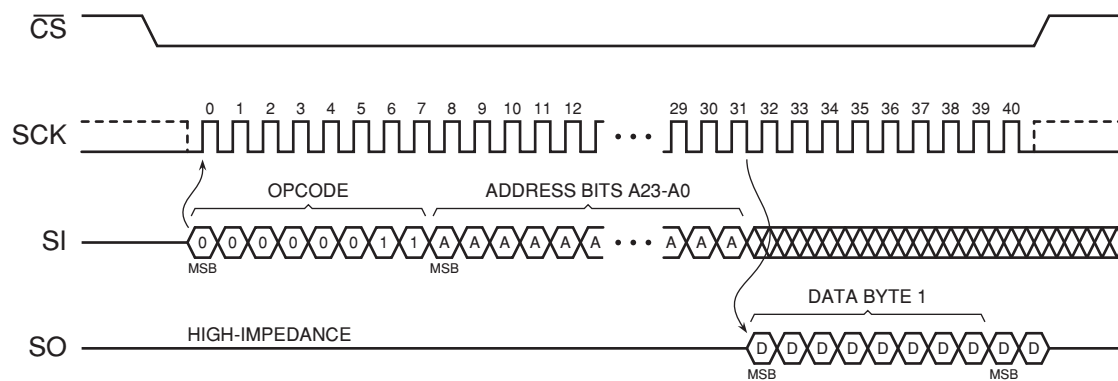 C̅S̅
SCK
0 1 2 3 4 5 6 7 8 9 10 11 12 29 30 31 32 33 34 35 36 37 38 39 40
OPCODE ADDRESS BITS A23-A0
SI
0 0 0 0 0 0 1 1 A A A A A A A A A
MSB MSB
DATA BYTE 1
HIGH-IMPEDANCE
SO
D D D D D D D D D D
MSB MSB